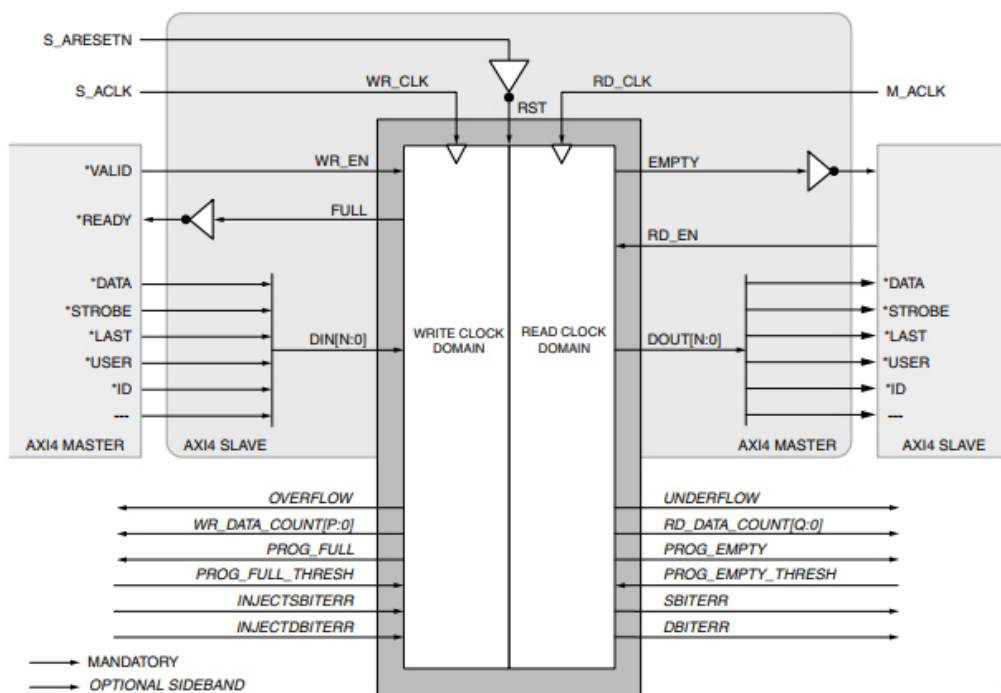 S_ARESETN
S_ACLK
WR_CLK
RST
RD_CLK
M_ACLK
*VALID
WR_EN
EMPTY
*READY
FULL
RD_EN
*DATA
*STROBE
*LAST
*USER
*ID
---
DIN[N:0]
WRITE CLOCK
DOMAIN
READ CLOCK
DOMAIN
DOUT[N:0]
*DATA
*STROBE
*LAST
*USER
*ID
---
AXI4 MASTER
AXI4 SLAVE
AXI4 MASTER
AXI4 SLAVE
OVERFLOW
WR_DATA_COUNT[P:0]
PROG_FULL
PROG_FULL_THRESH
INJECTSBITERR
INJECTDBITERR
UNDERFLOW
RD_DATA_COUNT[Q:0]
PROG_EMPTY
PROG_EMPTY_THRESH
SBITERR
DBITERR
MANDATORY
OPTIONAL SIDEBAND